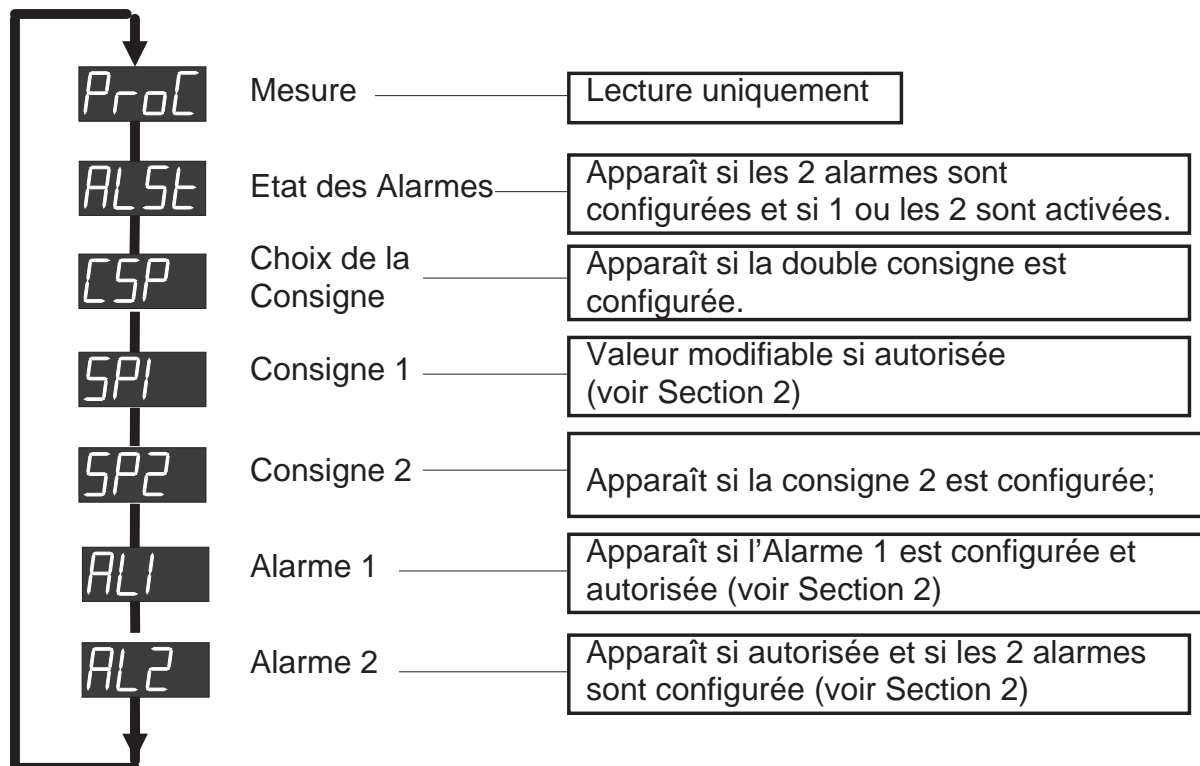 ProC
Mesure
Lecture uniquement
ALSt
Etat des Alarmes
Apparaît si les 2 alarmes sont
configurées et si 1 ou les 2 sont activées.
CSP
Choix de la
Consigne
Apparaît si la double consigne est
configurée.
SP1
Consigne 1
Valeur modifiable si autorisée
(voir Section 2)
SP2
Consigne 2
Apparaît si la consigne 2 est configurée;
AL1
Alarme 1
Apparaît si l’Alarme 1 est configurée et
autorisée (voir Section 2)
AL2
Alarme 2
Apparaît si autorisée et si les 2 alarmes
sont configurée (voir Section 2)